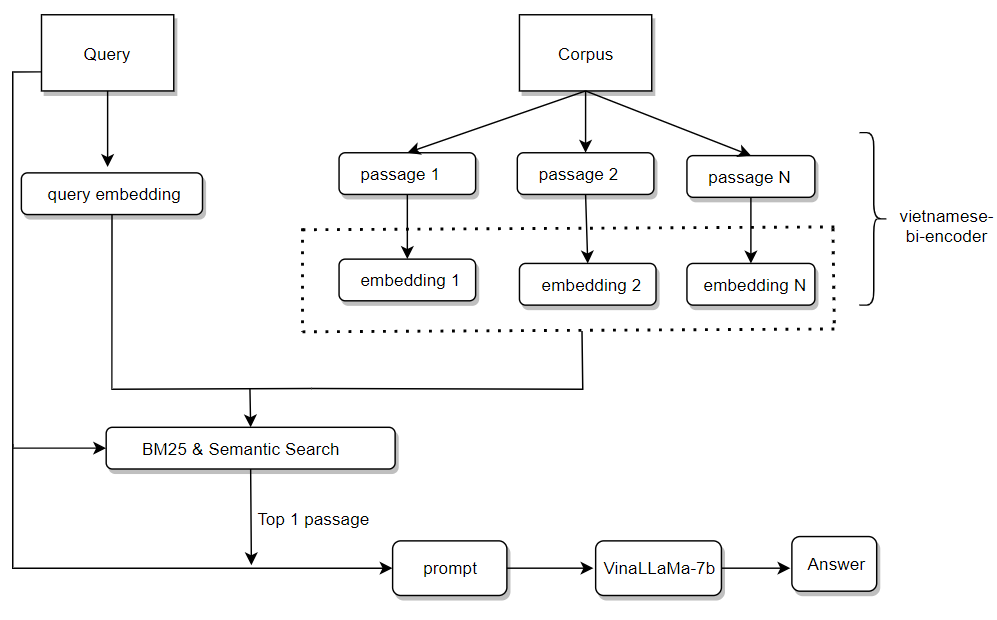 Query
Corpus
passage 1
passage 2
passage N
query embedding
vietnamese-
bi-encoder
embedding 1
embedding 2
embedding N
BM25 & Semantic Search
Top 1 passage
prompt
VinaLLaMa-7b
Answer